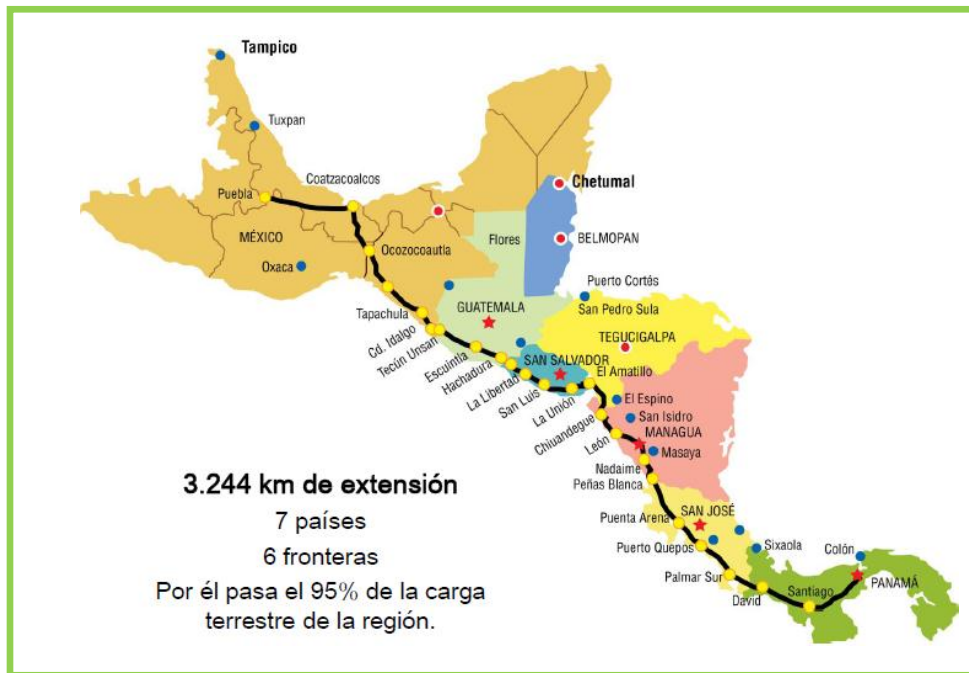 Tampico
Tuxpan
Coatzacoalcos
Puebla
Chetumal
MÉXICO
Flores
BELMOPAN
Ocozocoautla
Oxaca
Puerto Cortés
San Pedro Sula
GUATEMALA
Tapachula
TEGUCIGALPA
Cd. Idalgo
Tecún Unsan
SAN SALVADOR
Escuintla
El Amatillo
Hachadura
La Libertad
El Espino
San Luis
San Isidro
La Unión
MANAGUA
Chiuandegue
León
Masaya
Nadaime
Peñas Blanca
3.244 km de extensión
7 países
6 fronteras
Por él pasa el 95% de la carga
terrestre de la región.
SAN JOSÉ
Puenta Arena
Puerto Quepos
Sixaola
Colón
Palmar Sur
Santiago
PANAMÁ
David